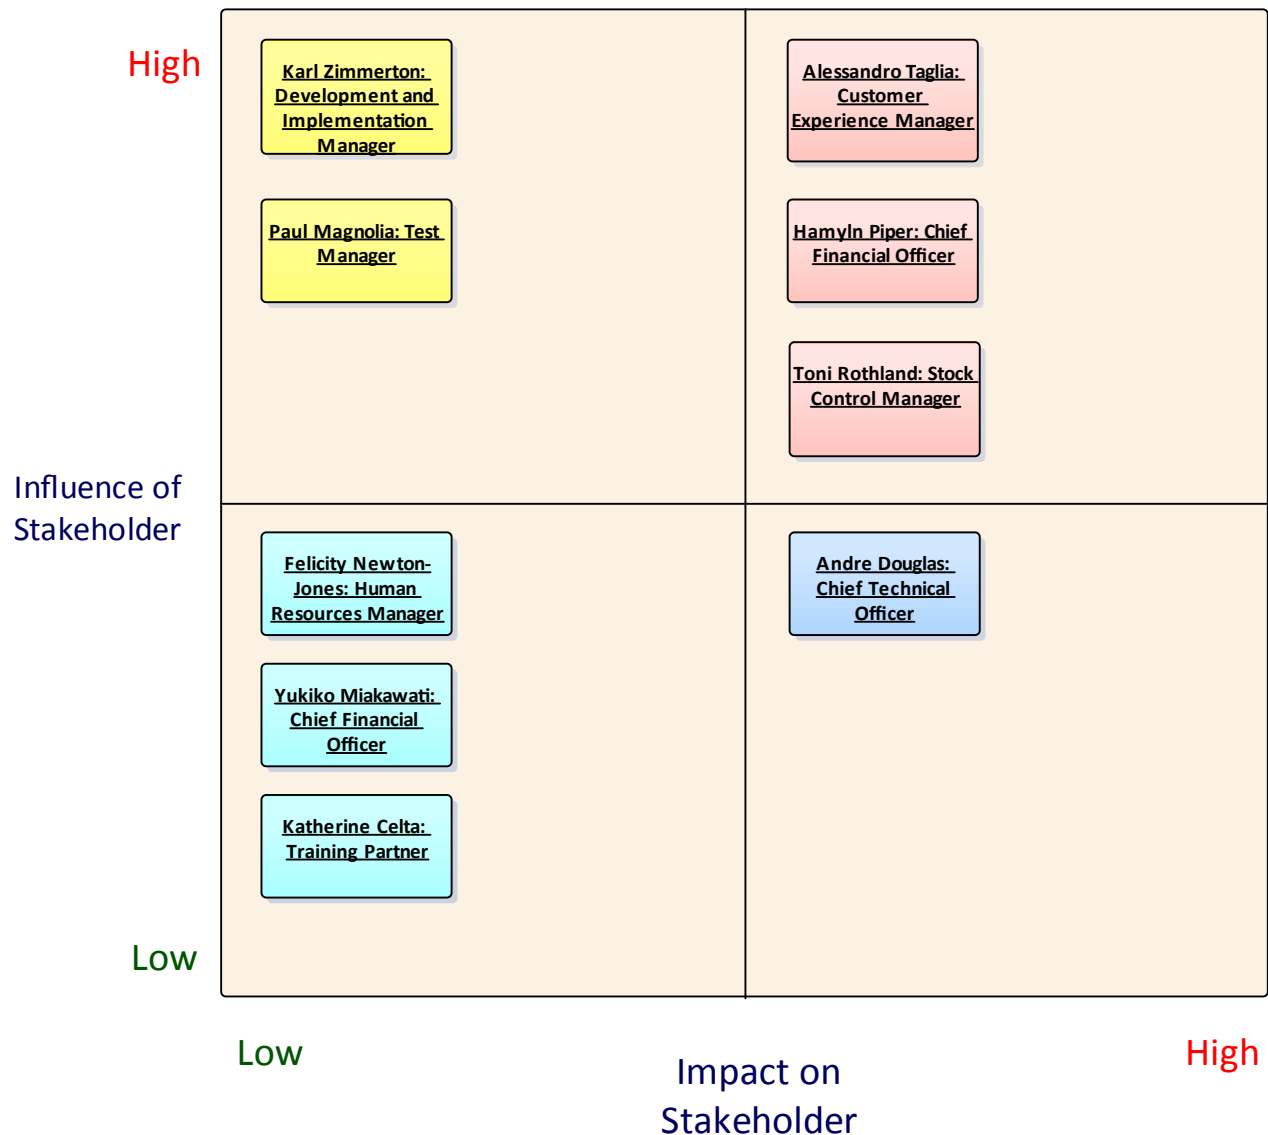 High
Karl Zimmerton:
Development and
Implementation
Manager
Alessandro Taglia:
Customer
Experience Manager
Paul Magnolia: Test
Manager
Hamyln Piper: Chief
Financial Officer
Toni Rothland: Stock
Control Manager
Influence of
Stakeholder
Felicity Newton-
Jones: Human
Resources Manager
Andre Douglas:
Chief Technical
Officer
Yukiko Miakawati:
Chief Financial
Officer
Katherine Celta:
Training Partner
Low
Low
High
Impact on
Stakeholder